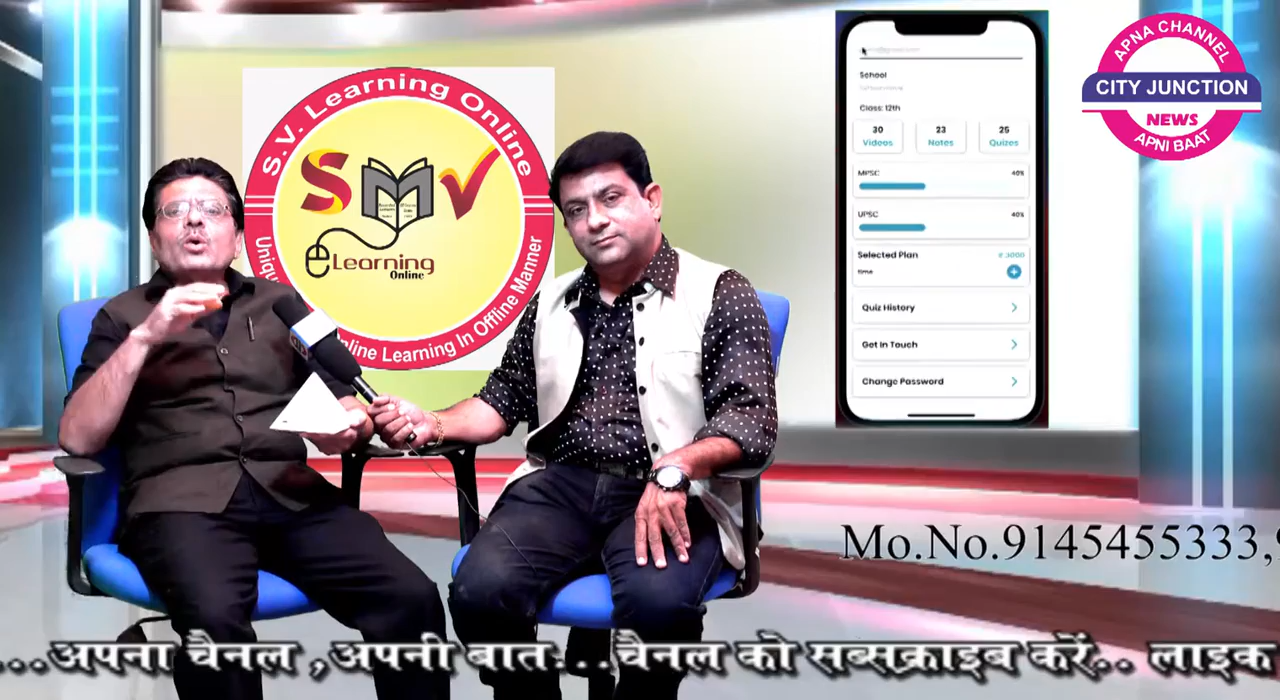 S.V. Learning Online
SMV
eLearning
Online
Online Learning In Offline Manner
School
Class: 12th
30
Videos
23
Notes
25
Quizes
MPSC
40%
UPSC
40%
Selected Plan
₹ 3000
time
Quiz History
Get in Touch
Change Password
APNA CHANNEL
CITY JUNCTION
NEWS
APNI BAAT
Mo.No.9145455333,
...अपना चैनल ,अपनी बात...चैनल को सब्सक्राइब करें.. लाइक